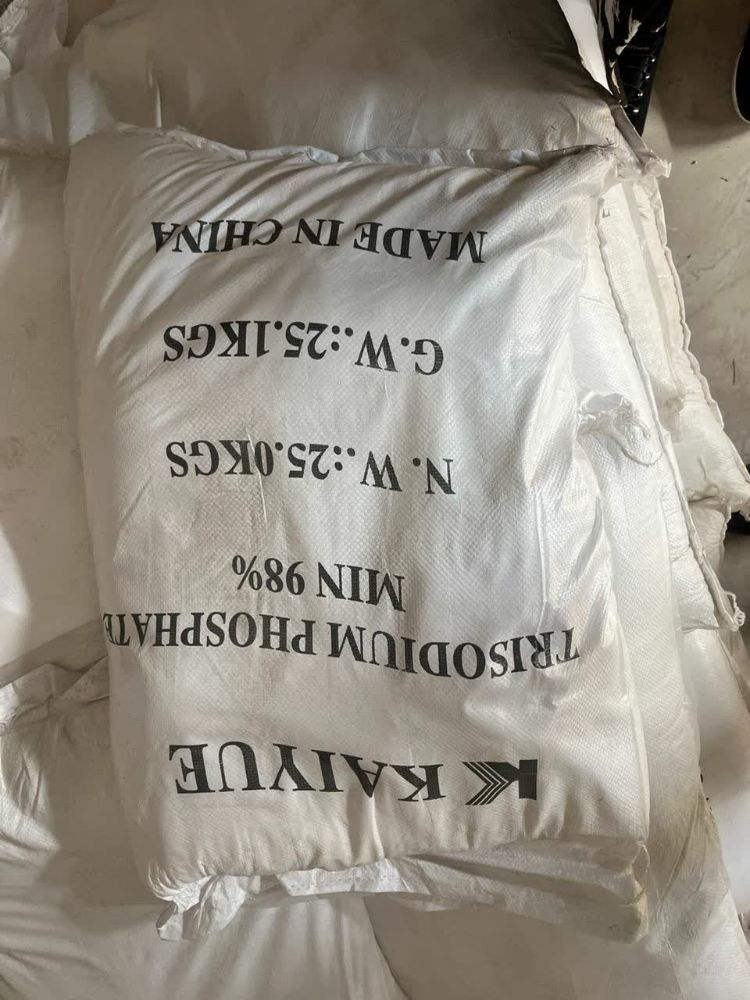 KAIYUE
TRISODIUM PHOSPHATE
MIN 98%
N.W.:25.0KGS
G.W.:25.1KGS
MADE IN CHINA